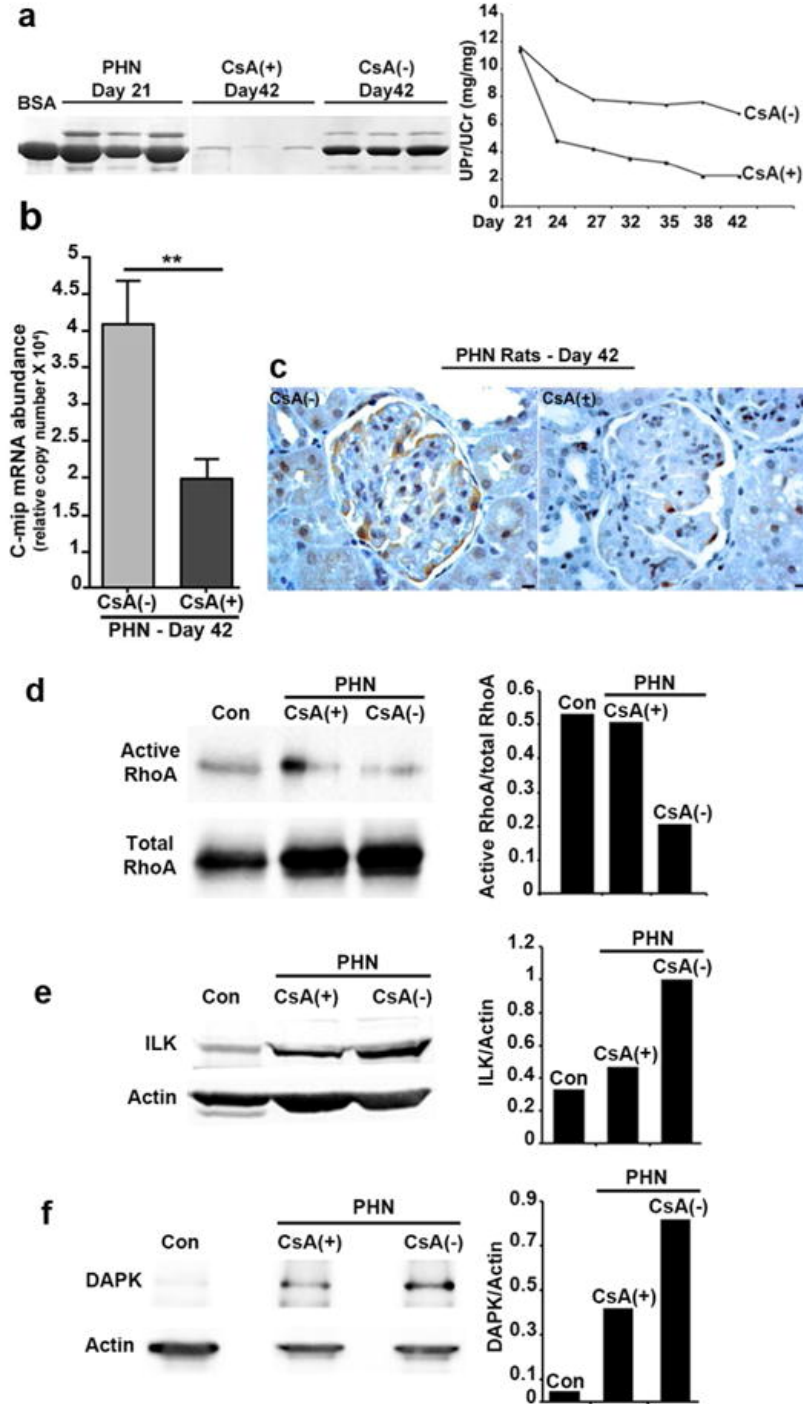 a
PHN
Day 21
CsA(+)
Day42
CsA(-)
Day42
BSA
UPr/UCr (mg/mg)
14
12
10
8
6
4
2
0
CsA(-)
CsA(+)
Day 21 24 27 32 35 38 42
b
C-mip mRNA abundance
(relative copy number X 10⁴)
5
4.5
4
3.5
3
2.5
2
1.5
1
0
**
CsA(-) CsA(+)
PHN - Day 42
c
PHN Rats - Day 42
CsA(-) CsA(+)
d
PHN
Con CsA(+) CsA(-)
Active
RhoA
Total
RhoA
Active RhoA/total RhoA
0.6
0.5
0.4
0.3
0.2
0.1
0
PHN
Con CsA(+)
CsA(-)
e
PHN
Con CsA(+) CsA(-)
ILK
Actin
ILK/Actin
1.2
1
0.8
0.6
0.4
0.2
0
PHN
CsA(-)
CsA(+)
Con
f
PHN
Con CsA(+) CsA(-)
DAPK
Actin
DAPK/Actin
0.9
0.7
0.5
0.3
0.1
0
PHN
CsA(-)
CsA(+)
Con